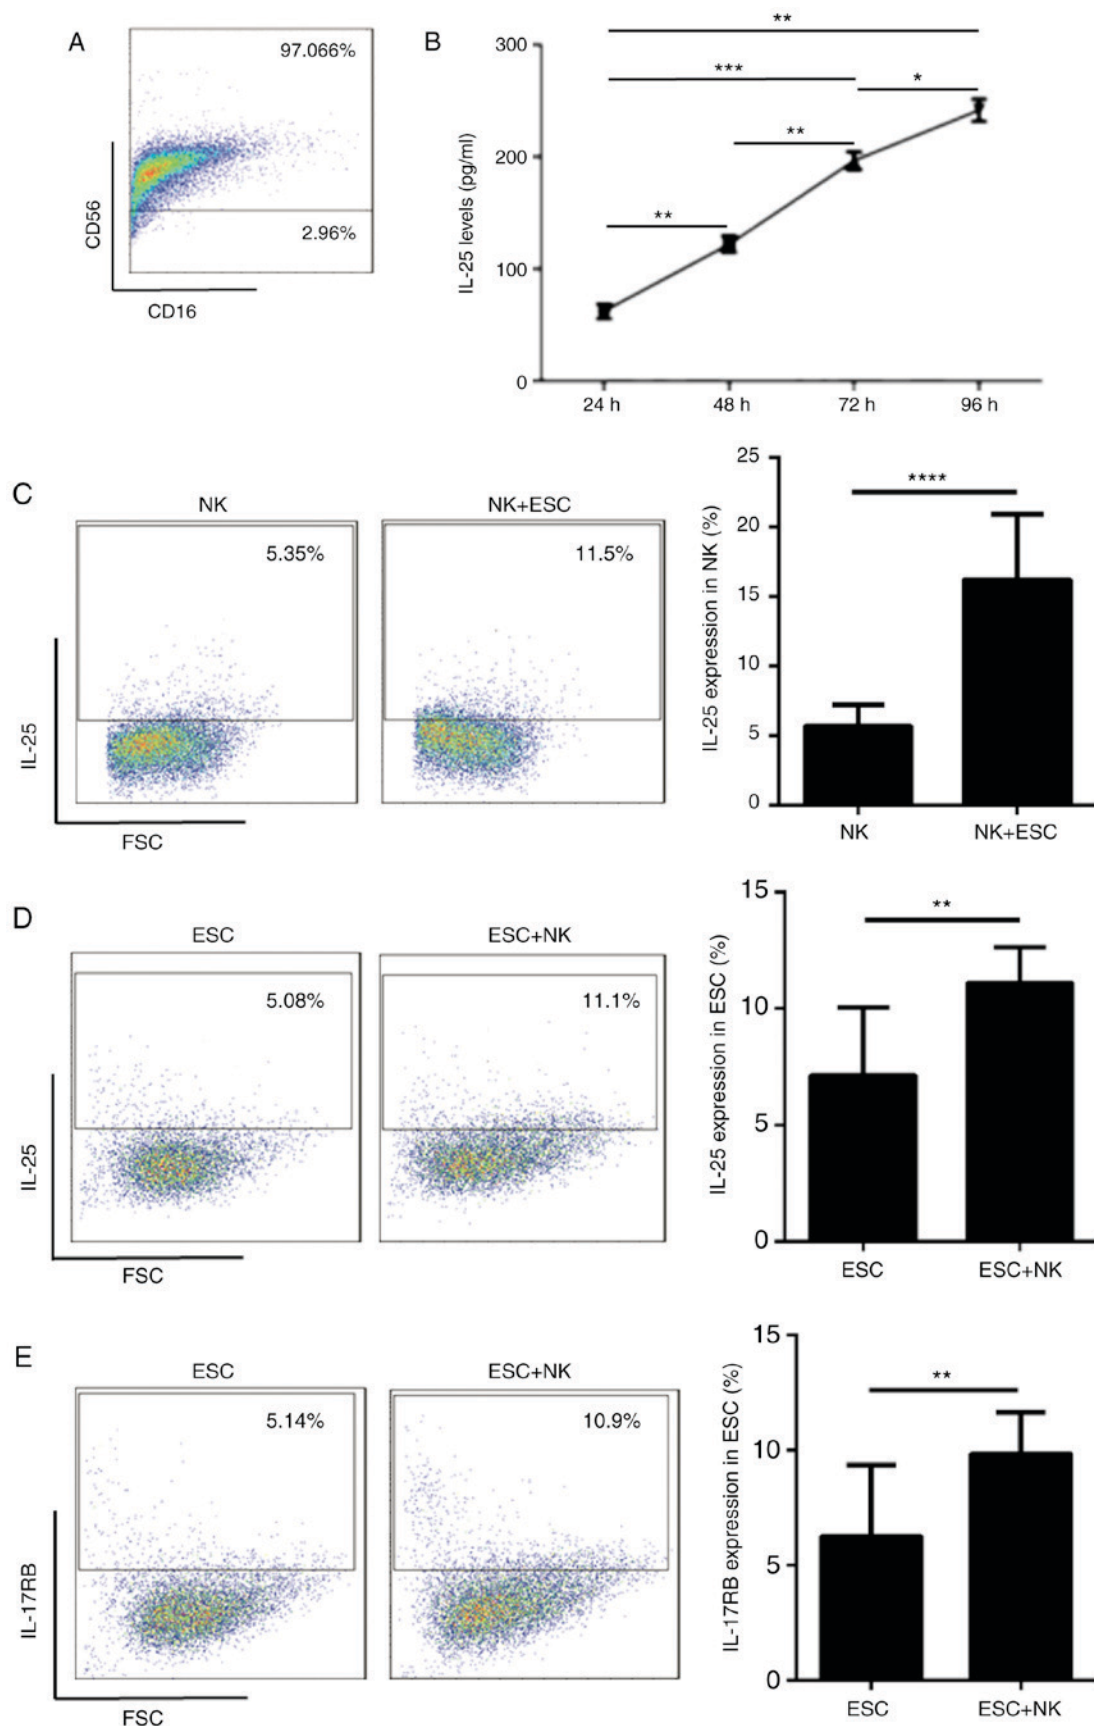 A
97.066%
2.96%
CD56
CD16
B
**
***
*
**
**
300
200
100
0
IL-25 levels (pg/ml)
24 h
48 h
72 h
96 h
C
NK
NK+ESC
5.35%
11.5%
IL-25
FSC
****
25
20
15
10
5
0
IL-25 expression in NK (%)
NK
NK+ESC
D
ESC
ESC+NK
5.08%
11.1%
IL-25
FSC
**
15
10
5
0
IL-25 expression in ESC (%)
ESC
ESC+NK
E
ESC
ESC+NK
5.14%
10.9%
IL-17RB
FSC
**
15
10
5
0
IL-17RB expression in ESC (%)
ESC
ESC+NK